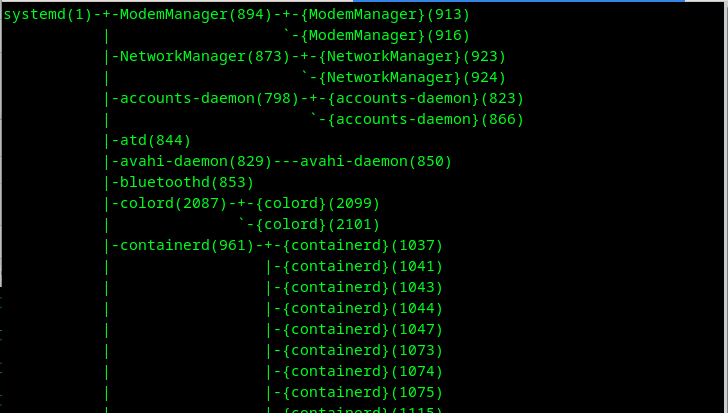 systemd(1)-+-ModemManager(894)-+-{ModemManager}(913)
           |                   `-{ModemManager}(916)
           |-NetworkManager(873)-+-{NetworkManager}(923)
           |                     `-{NetworkManager}(924)
           |-accounts-daemon(798)-+-{accounts-daemon}(823)
           |                      `-{accounts-daemon}(866)
           |-atd(844)
           |-avahi-daemon(829)---avahi-daemon(850)
           |-bluetoothd(853)
           |-colord(2087)-+-{colord}(2099)
           |              `-{colord}(2101)
           |-containerd(961)-+-{containerd}(1037)
           |                 |-{containerd}(1041)
           |                 |-{containerd}(1043)
           |                 |-{containerd}(1044)
           |                 |-{containerd}(1047)
           |                 |-{containerd}(1073)
           |                 |-{containerd}(1074)
           |                 |-{containerd}(1075)
           |                 |-{containerd}(1115)